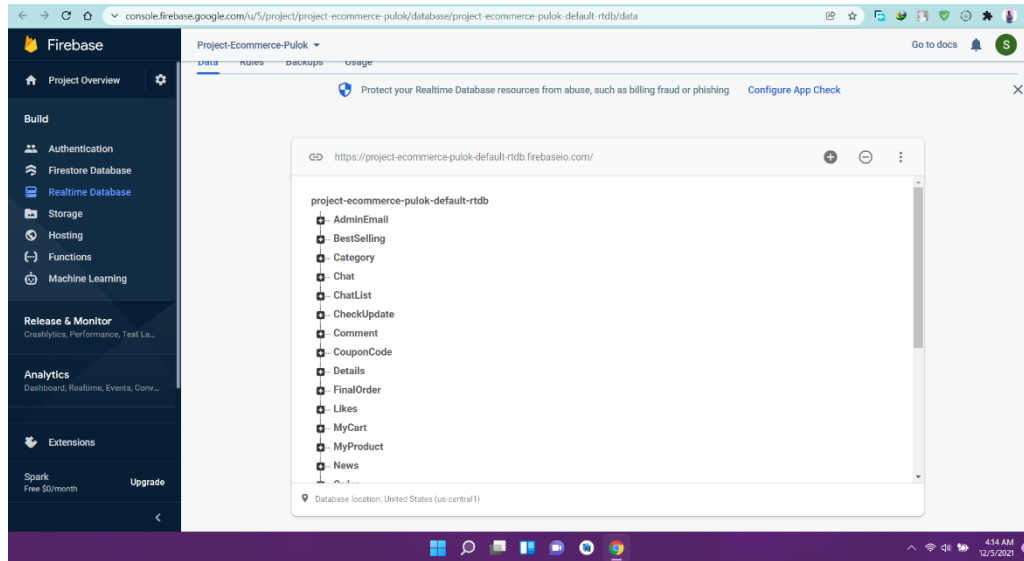 console.firebase.google.com/u/5/project/project-ecommerce-pulok/database/project-ecommerce-pulok-default-rtdb/data
Firebase
Project-Ecommerce-Pulok
Go to docs
S
Project Overview
Data Rules Backups Usage
Protect your Realtime Database resources from abuse, such as billing fraud or phishing Configure App Check
Build
Authentication
Firestore Database
Realtime Database
Storage
Hosting
Functions
Machine Learning
Release & Monitor
Crashlytics, Performance, Test La...
Analytics
Dashboard, Realtime, Events, Conv...
Extensions
Spark
Free $0/month
Upgrade
https://project-ecommerce-pulok-default-rtdb.firebaseio.com/
project-ecommerce-pulok-default-rtdb
AdminEmail
BestSelling
Category
Chat
ChatList
CheckUpdate
Comment
CouponCode
Details
FinalOrder
Likes
MyCart
MyProduct
News
Database location: United States (us-central1)
4:14 AM
12/5/2021